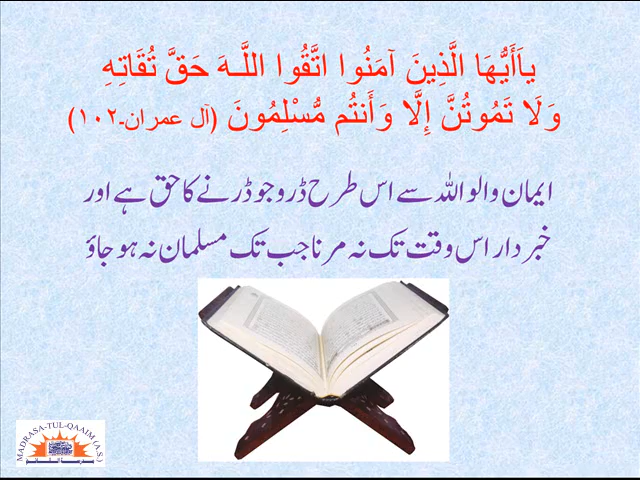 ياَأَيُّهَا الَّذِينَ آمَنُوا اتَّقُوا اللَّـهَ حَقَّ تُقَاتِهِ
وَلَا تَمُوتُنَّ إِلَّا وَأَنتُم مُّسْلِمُونَ (آل عمران۔۱۰۲)
ایمان والو اللہ سے اس طرح ڈرو جو ڈرنے کا حق ہے اور
خبردار اس وقت تک نہ مرنا جب تک مسلمان نہ ہو جاؤ
MADRASA-TUL-QAAIM (A.S.)